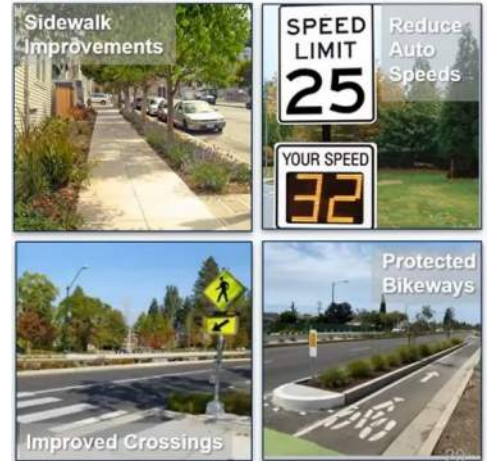 Sidewalk
Improvements
SPEED
LIMIT
25
YOUR SPEED
32
Reduce
Auto
Speeds
Improved Crossings
Protected
Bikeways